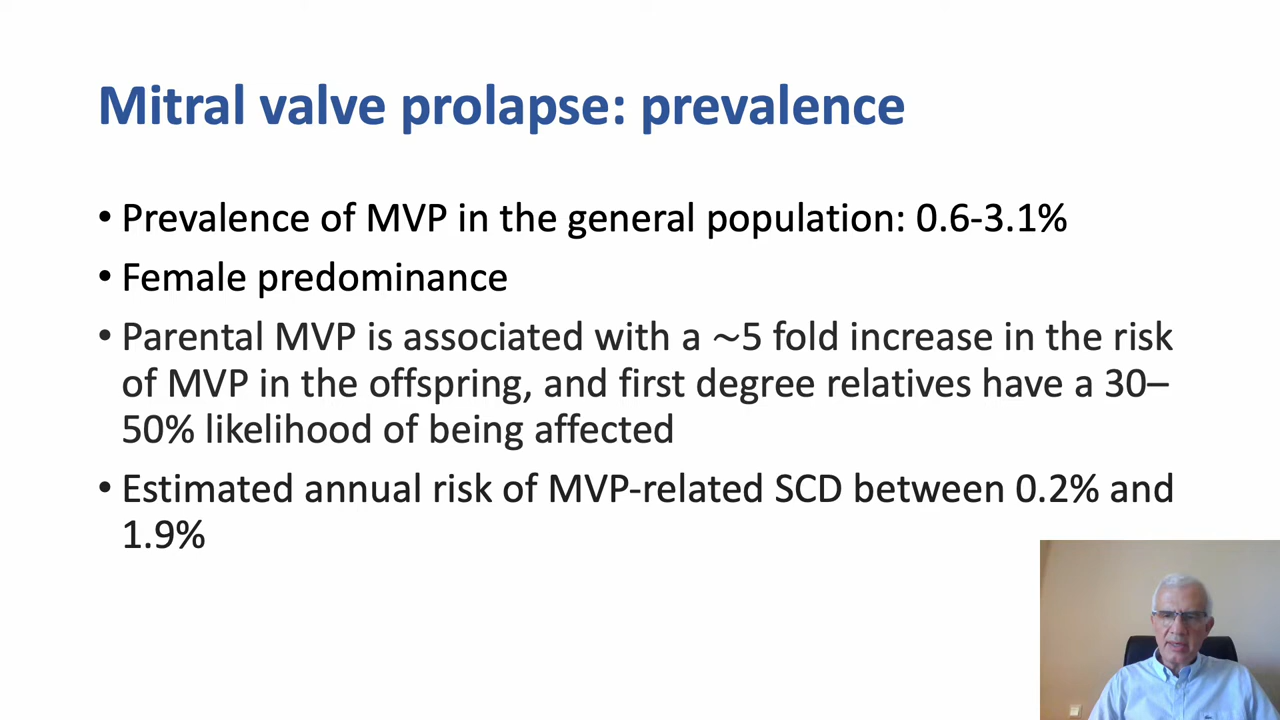 Mitral valve prolapse: prevalence
• Prevalence of MVP in the general population: 0.6-3.1%
• Female predominance
• Parental MVP is associated with a ~5 fold increase in the risk
of MVP in the offspring, and first degree relatives have a 30–
50% likelihood of being affected
• Estimated annual risk of MVP-related SCD between 0.2% and
1.9%